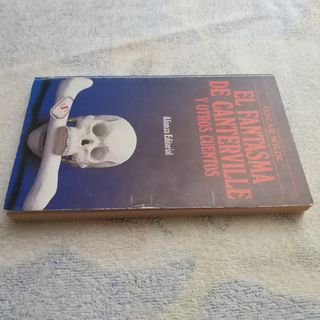 OSCAR WILDE
EL FANTASMA
DE CANTERVILLE
Y OTROS CUENTOS
Alianza Editorial